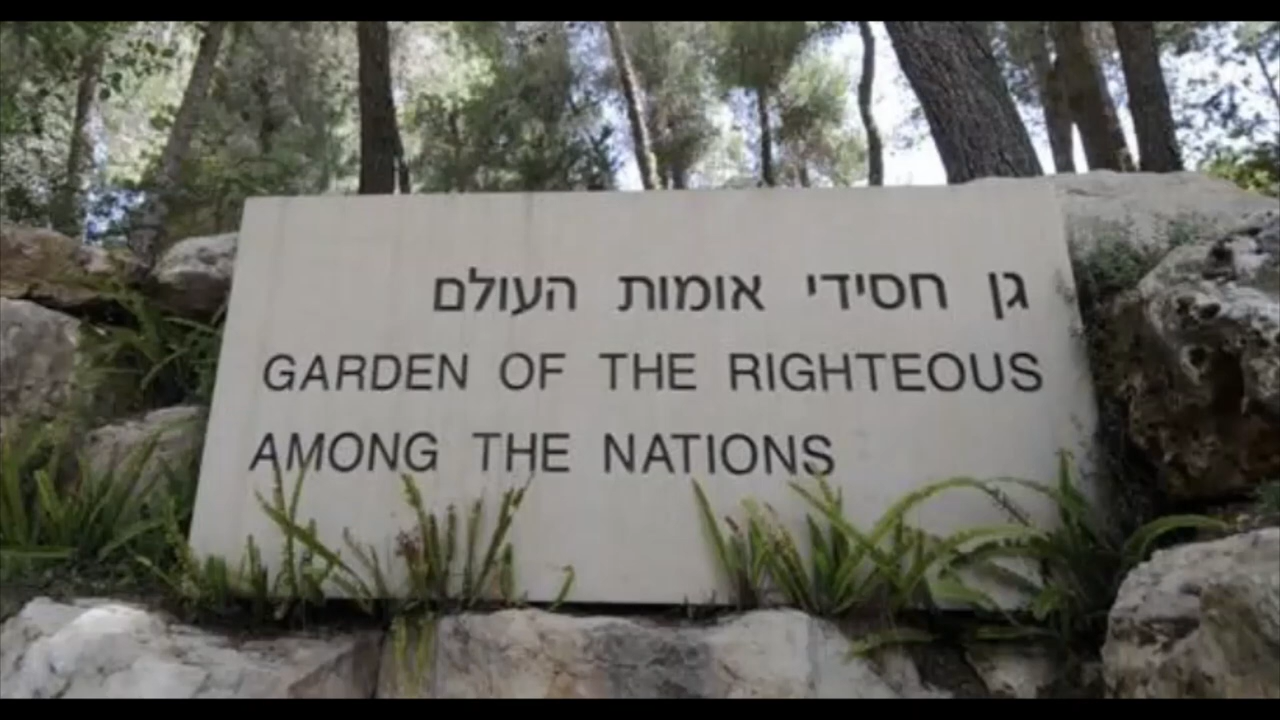 גן חסידי אומות העולם
GARDEN OF THE RIGHTEOUS
AMONG THE NATIONS